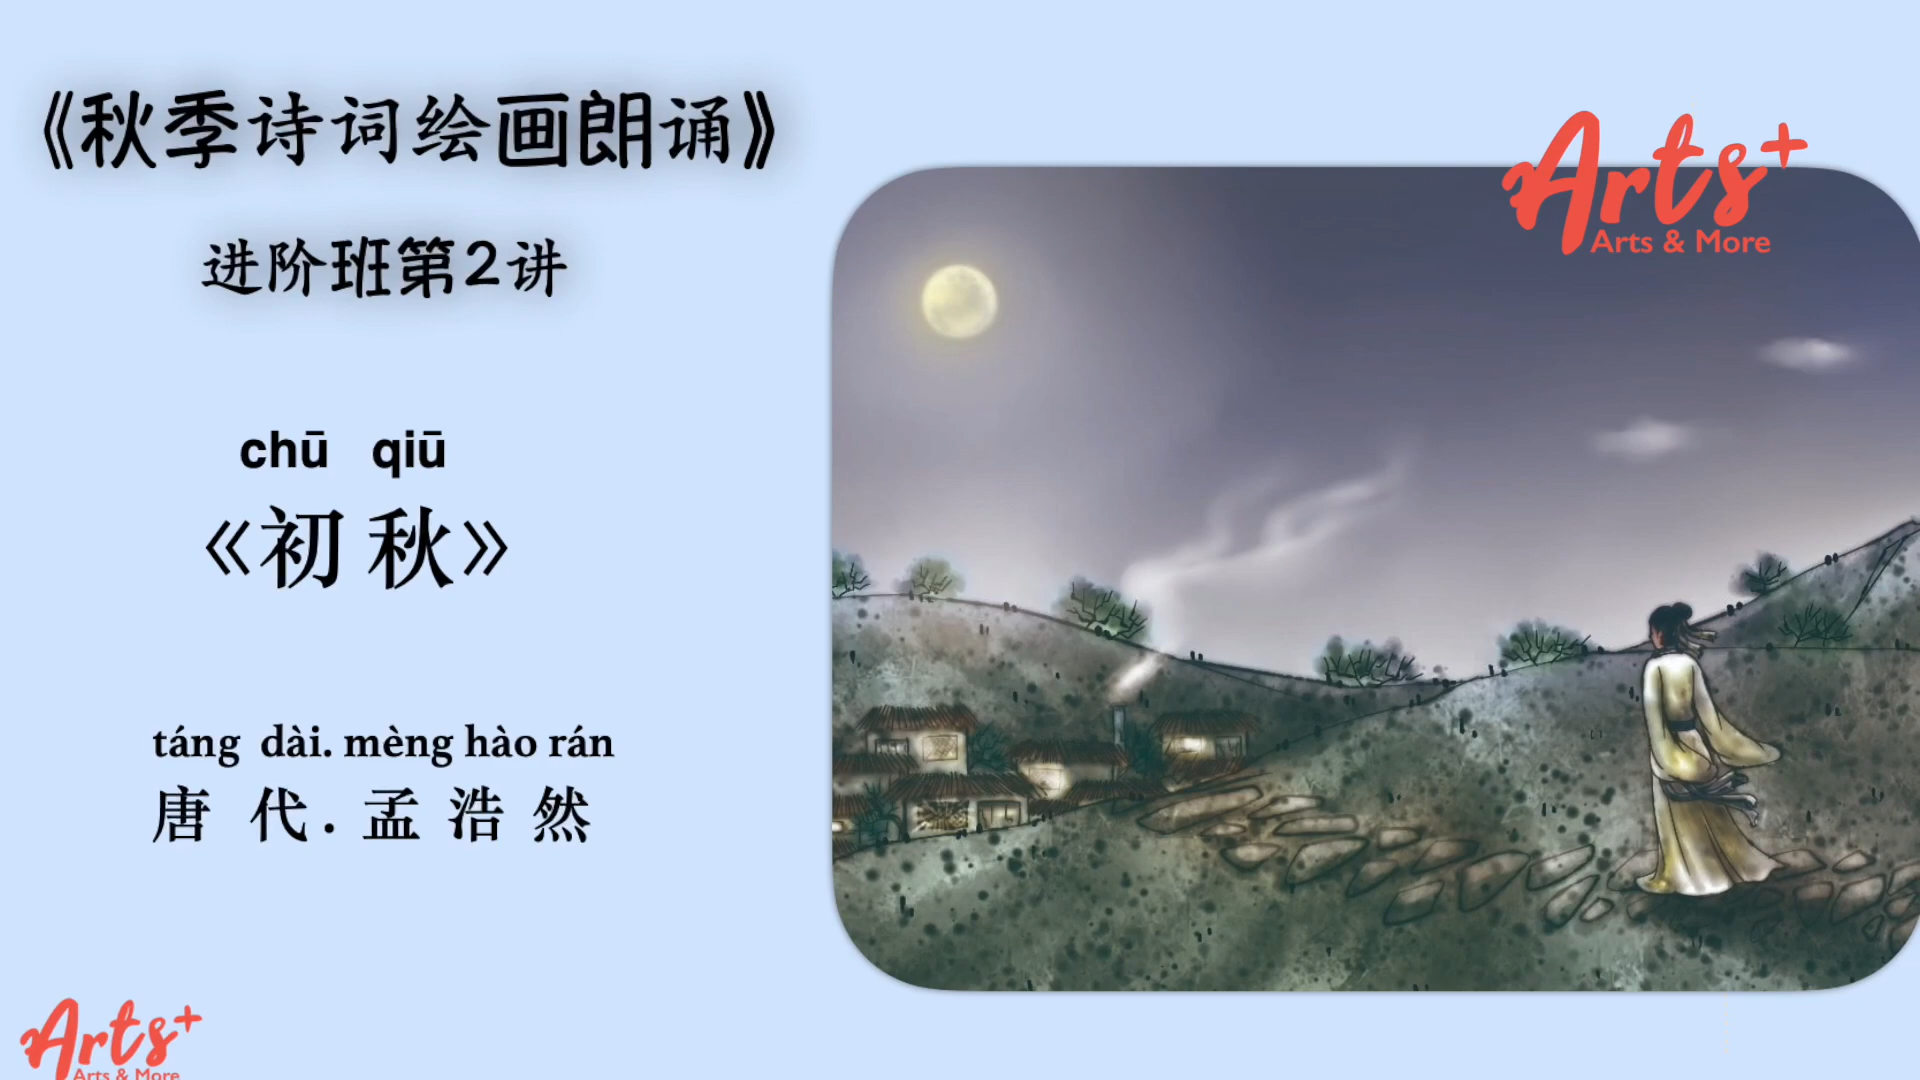 《秋季诗词绘画朗诵》
进阶班第2讲
chū qiū
《初秋》
táng dài. mèng hào rán
唐代.孟浩然
Arts+
Arts & More
Arts+
Arts & More